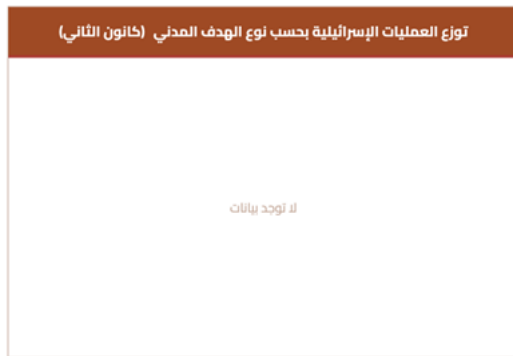 توزع العمليات الإسرائيلية بحسب نوع الهدف المدني (كانون الثاني)
لا توجد بيانات